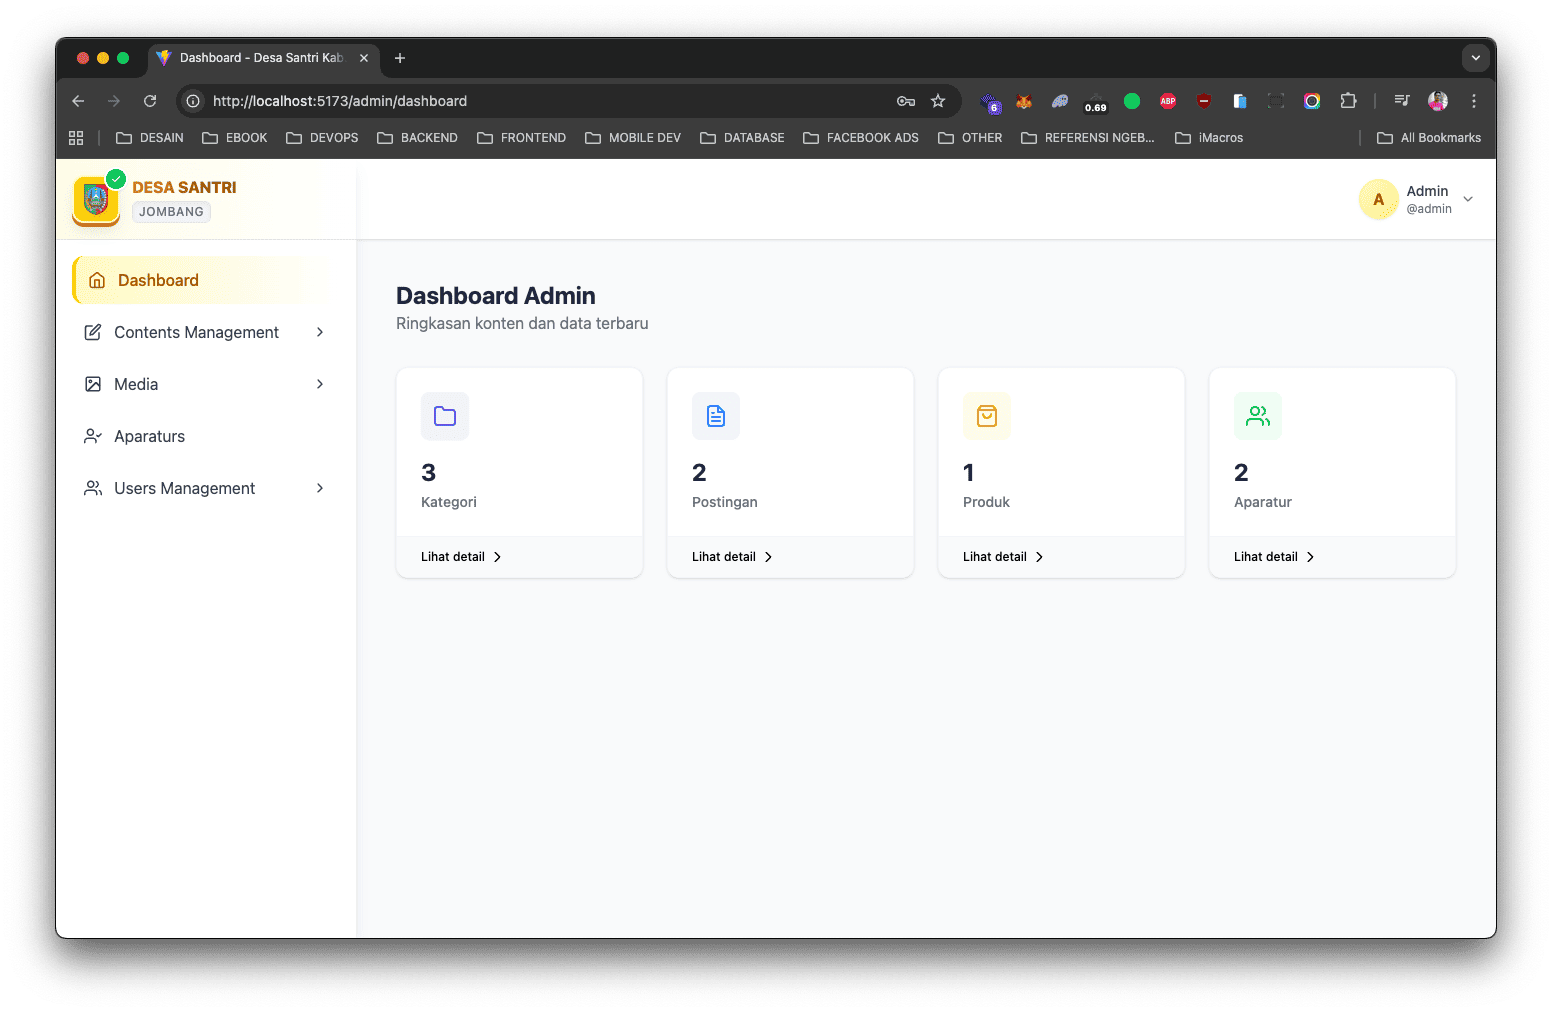 Dashboard - Desa Santri Kab
http://localhost:5173/admin/dashboard
6
0.69
ABP
DESAIN
EBOOK
DEVOPS
BACKEND
FRONTEND
MOBILE DEV
DATABASE
FACEBOOK ADS
OTHER
REFERENSI NGEB...
iMacros
All Bookmarks
DESA SANTRI
JOMBANG
A
Admin
@admin
Dashboard
Contents Management
Media
Aparaturs
Users Management
Dashboard Admin
Ringkasan konten dan data terbaru
3
Kategori
Lihat detail
2
Postingan
Lihat detail
1
Produk
Lihat detail
2
Aparatur
Lihat detail